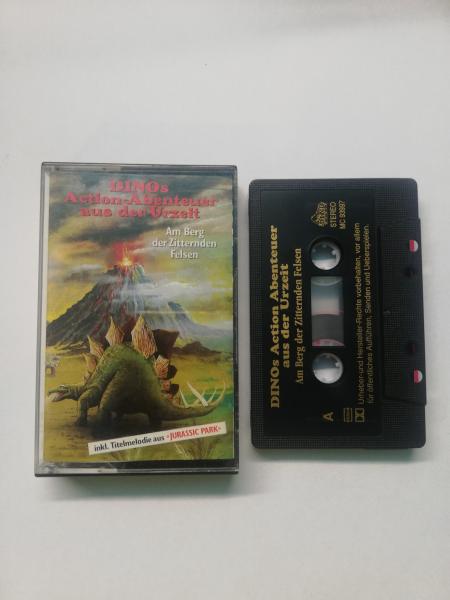 DINOs
Action-Abenteuer
aus der Urzeit
Am Berg
der Zitternden
Felsen
inkl. Titelmelodie aus »JURASSIC PARK«
STEREO
MC 93997
DINOs Action Abenteuer
aus der Urzeit
Am Berg der Zitternden Felsen
A
Urheber-und Hersteller-Rechte vorbehalten, vor allem
für öffentliches Aufführen, Senden und Ueberspielen.